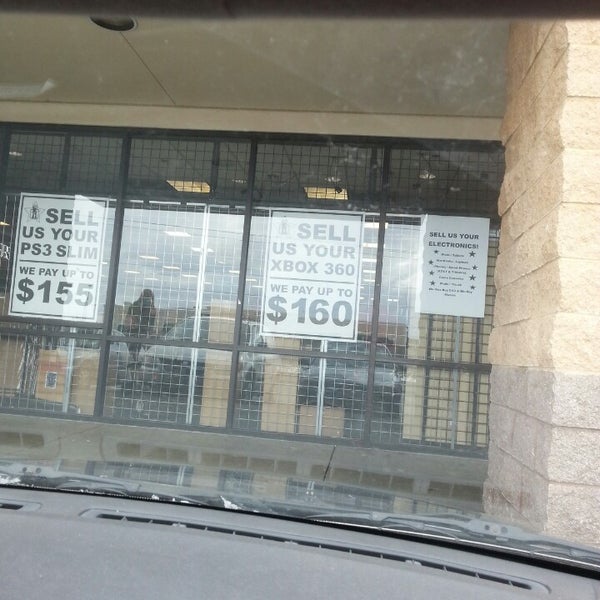 SELL
US YOUR
PS3 SLIM
WE PAY UP TO
$155
SELL
US YOUR
XBOX 360
WE PAY UP TO
$160
SELL US YOUR
ELECTRONICS!